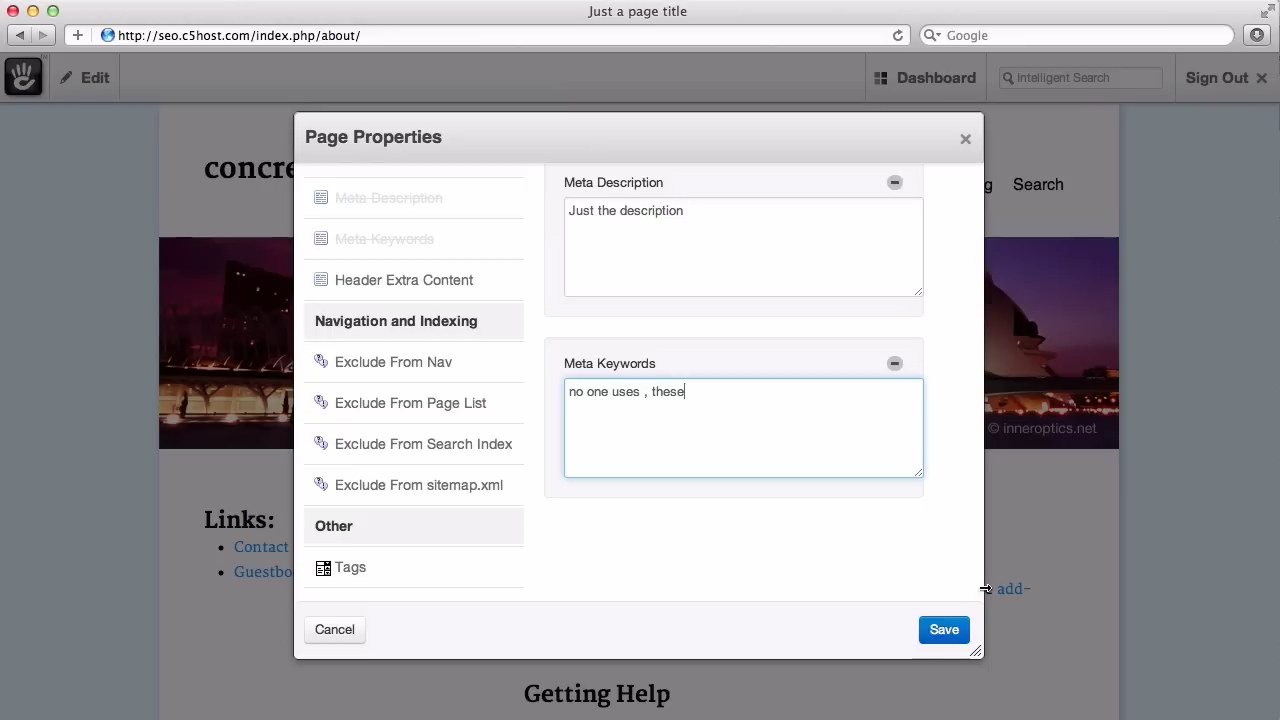 Just a page title
http://seo.c5host.com/index.php/about/
Google
Edit
Dashboard
Intelligent Search
Sign Out
Page Properties
concre
g
Search
Meta Description
Meta Keywords
Header Extra Content
Navigation and Indexing
Exclude From Nav
Exclude From Page List
Exclude From Search Index
Exclude From sitemap.xml
Other
Tags
Meta Description
Just the description
Meta Keywords
no one uses , these
© inneroptics.net
Links:
Contact
Guestbo
add-
Cancel
Save
Getting Help